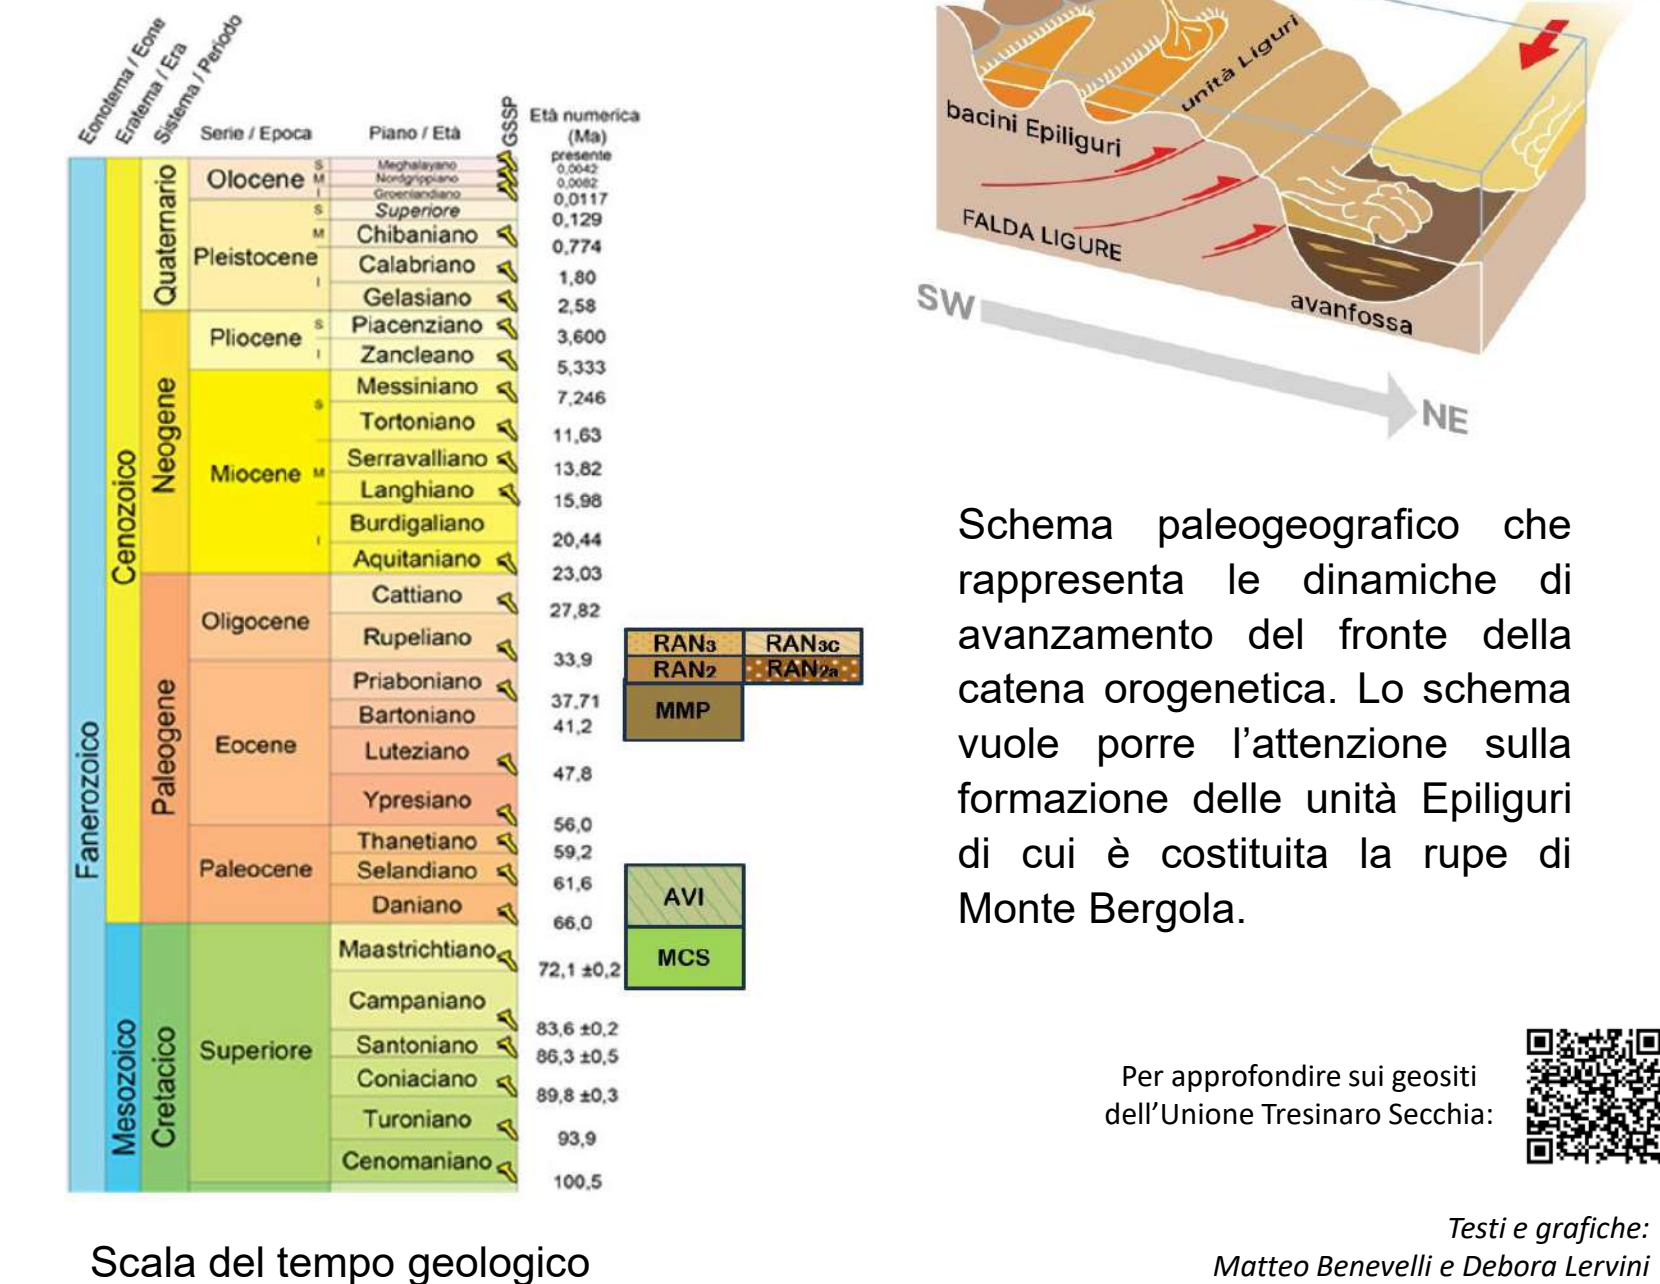 Eonotema / Eone
Eratema / Era
Sistema / Periodo
Serie / Epoca
Piano / Età
GSSP
Età numerica
(Ma)
Fanerozoico
Cenozoico
Mesozoico
Quaternario
Neogene
Paleogene
Cretacico
Olocene
S
M
I
Pleistocene
S
M
I
Pliocene
S
I
Miocene
S
M
I
Oligocene
Eocene
Paleocene
Superiore
Meghalayano
Nordgrippiano
Groenlandiano
Superiore
Chibaniano
Calabriano
Gelasiano
Piacenziano
Zancleano
Messiniano
Tortoniano
Serravalliano
Langhiano
Burdigaliano
Aquitaniano
Cattiano
Rupeliano
Priaboniano
Bartoniano
Luteziano
Ypresiano
Thanetiano
Selandiano
Daniano
Maastrichtiano
Campaniano
Santoniano
Coniaciano
Turoniano
Cenomaniano
presente
0,0042
0,0082
0,0117
0,129
0,774
1,80
2,58
3,600
5,333
7,246
11,63
13,82
15,98
20,44
23,03
27,82
33,9
37,71
41,2
47,8
56,0
59,2
61,6
66,0
72,1 ±0,2
83,6 ±0,2
86,3 ±0,5
89,8 ±0,3
93,9
100,5
RAN3 RAN3C
RAN2 RAN2a
MMP
AVI
MCS
Scala del tempo geologico
unità Liguri
bacini Epiliguri
FALDA LIGURE
avanfossa
SW
NE
Schema paleogeografico che
rappresenta le dinamiche di
avanzamento del fronte della
catena orogenetica. Lo schema
vuole porre l’attenzione sulla
formazione delle unità Epiliguri
di cui è costituita la rupe di
Monte Bergola.
Per approfondire sui geositi
dell’Unione Tresinaro Secchia:
Testi e grafiche:
Matteo Benevelli e Debora Lervini